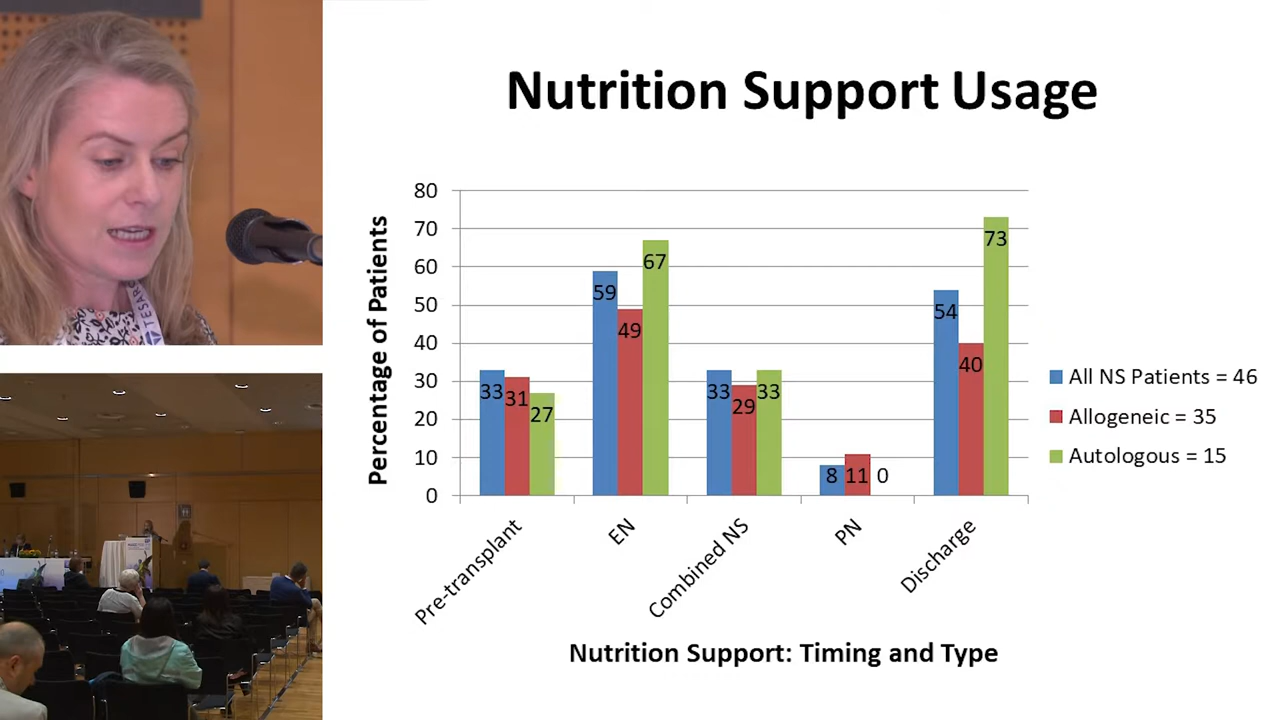 Nutrition Support Usage
Percentage of Patients
80
70
60
50
40
30
20
10
0
33
31
27
59
49
67
33
29
33
8
11
0
54
40
73
Pre-transplant
EN
Combined NS
PN
Discharge
Nutrition Support: Timing and Type
All NS Patients = 46
Allogeneic = 35
Autologous = 15
TESAR